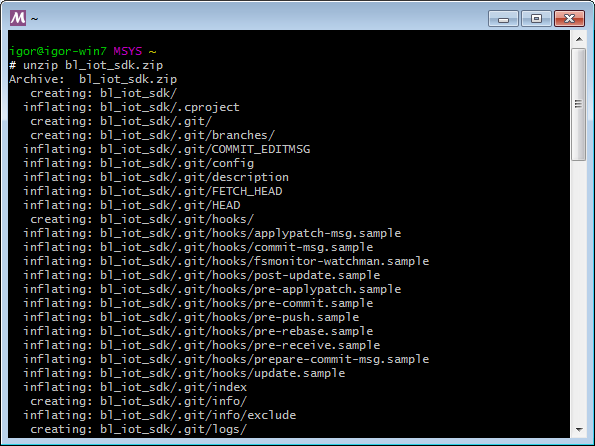 ~
igor@igor-win7 MSYS ~
# unzip bl_iot_sdk.zip
Archive:  bl_iot_sdk.zip
   creating: bl_iot_sdk/
  inflating: bl_iot_sdk/.cproject
   creating: bl_iot_sdk/.git/
   creating: bl_iot_sdk/.git/branches/
  inflating: bl_iot_sdk/.git/COMMIT_EDITMSG
  inflating: bl_iot_sdk/.git/config
  inflating: bl_iot_sdk/.git/description
  inflating: bl_iot_sdk/.git/FETCH_HEAD
  inflating: bl_iot_sdk/.git/HEAD
   creating: bl_iot_sdk/.git/hooks/
  inflating: bl_iot_sdk/.git/hooks/applypatch-msg.sample
  inflating: bl_iot_sdk/.git/hooks/commit-msg.sample
  inflating: bl_iot_sdk/.git/hooks/fsmonitor-watchman.sample
  inflating: bl_iot_sdk/.git/hooks/post-update.sample
  inflating: bl_iot_sdk/.git/hooks/pre-applypatch.sample
  inflating: bl_iot_sdk/.git/hooks/pre-commit.sample
  inflating: bl_iot_sdk/.git/hooks/pre-push.sample
  inflating: bl_iot_sdk/.git/hooks/pre-rebase.sample
  inflating: bl_iot_sdk/.git/hooks/pre-receive.sample
  inflating: bl_iot_sdk/.git/hooks/prepare-commit-msg.sample
  inflating: bl_iot_sdk/.git/hooks/update.sample
  inflating: bl_iot_sdk/.git/index
   creating: bl_iot_sdk/.git/info/
  inflating: bl_iot_sdk/.git/info/exclude
   creating: bl_iot_sdk/.git/logs/